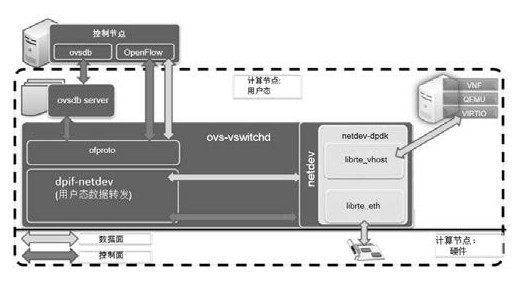 控制节点
ovsdb
OpenFlow
计算节点:
用户态
ovsdb server
VNF
QEMU
VIRTIO
ovs-vswitchd
ofproto
netdev
netdev-dpdk
librte_vhost
dpif-netdev
(用户态数据转发)
librte_eth
数据面
控制面
计算节点：
硬件